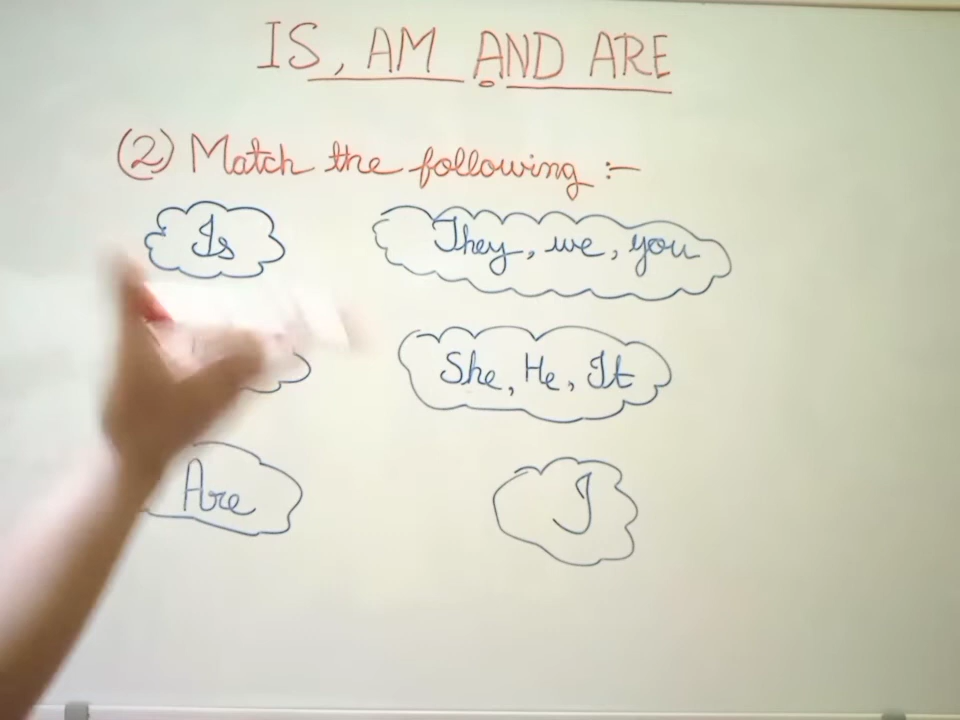 IS, AM AND ARE
(2) Match the following :-
Is They, we, you
She, He, It
Are I